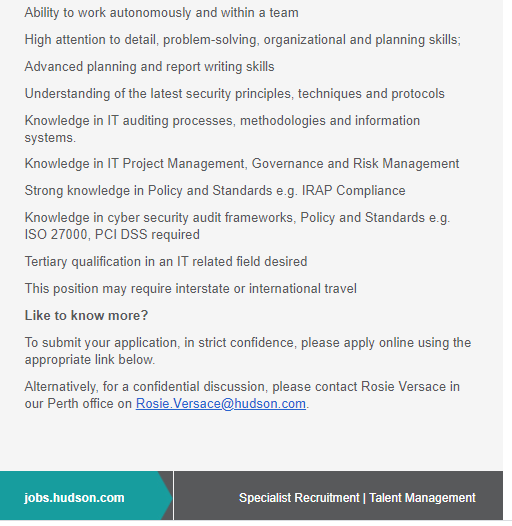 Ability to work autonomously and within a team
High attention to detail, problem-solving, organizational and planning skills;
Advanced planning and report writing skills
Understanding of the latest security principles, techniques and protocols
Knowledge in IT auditing processes, methodologies and information
systems.
Knowledge in IT Project Management, Governance and Risk Management
Strong knowledge in Policy and Standards e.g. IRAP Compliance
Knowledge in cyber security audit frameworks, Policy and Standards e.g.
ISO 27000, PCI DSS required
Tertiary qualification in an IT related field desired
This position may require interstate or international travel
Like to know more?
To submit your application, in strict confidence, please apply online using the
appropriate link below.
Alternatively, for a confidential discussion, please contact Rosie Versace in
our Perth office on Rosie.Versace@hudson.com.
jobs.hudson.com
Specialist Recruitment | Talent Management